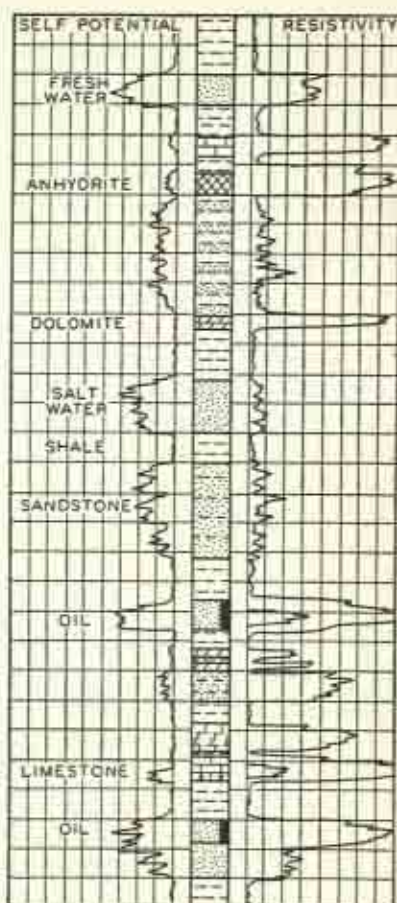 SELF POTENTIAL RESISTIVITY
FRESH
WATER
ANHYDRITE
DOLOMITE
SALT
WATER
SHALE
SANDSTONE
OIL
LIMESTONE
OIL